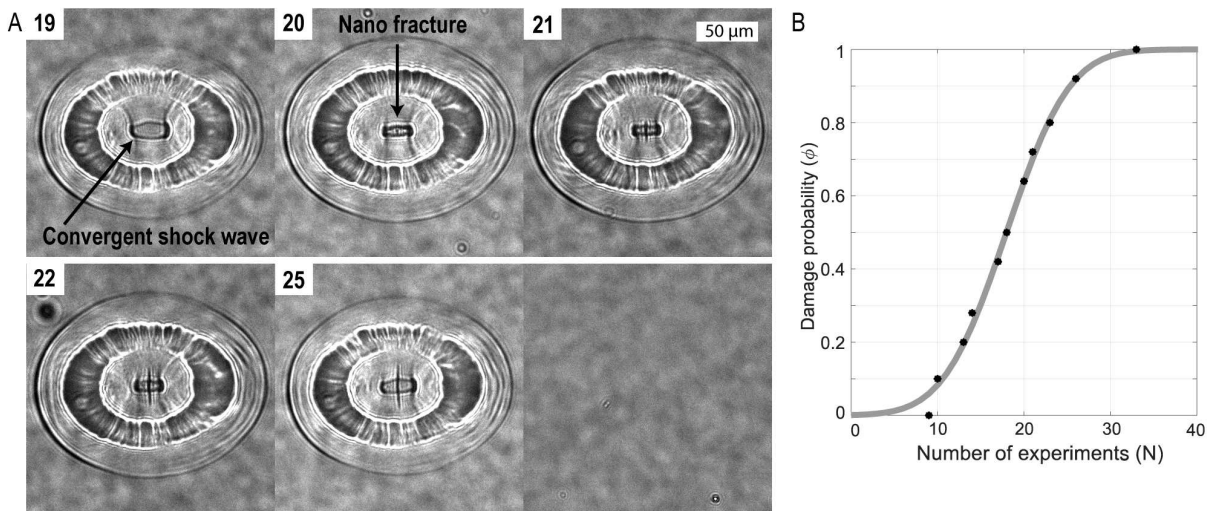 A
19
20
Nano fracture
21
50 µm
Convergent shock wave
22
25
B
1
0.8
0.6
0.4
0.2
0
0 10 20 30 40
Damage probability (ϕ)
Number of experiments (N)